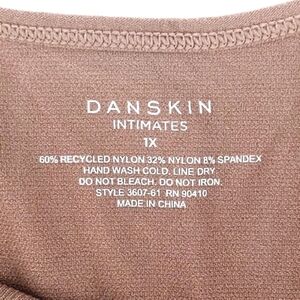 DANSKIN
INTIMATES
1X
60% RECYCLED NYLON 32% NYLON 8% SPANDEX
HAND WASH COLD. LINE DRY.
DO NOT BLEACH. DO NOT IRON.
STYLE 3607-61 RN 90410
MADE IN CHINA